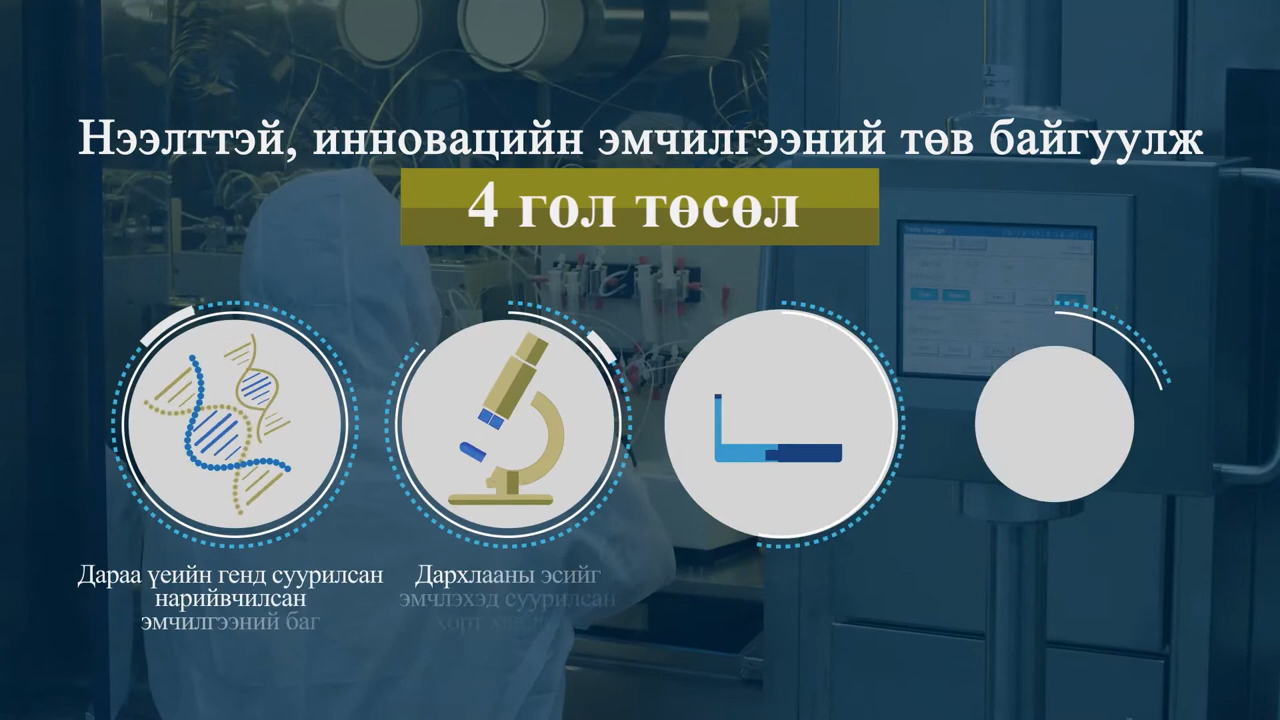 Нээлттэй, инновацийн эмчилгээний төв байгуулж
4 гол төсөл
Дараа үеийн генд суурилсан
нарийвчилсан
эмчилгээний баг
Дархлааны эсийг
эмчлэхэд суурилсан